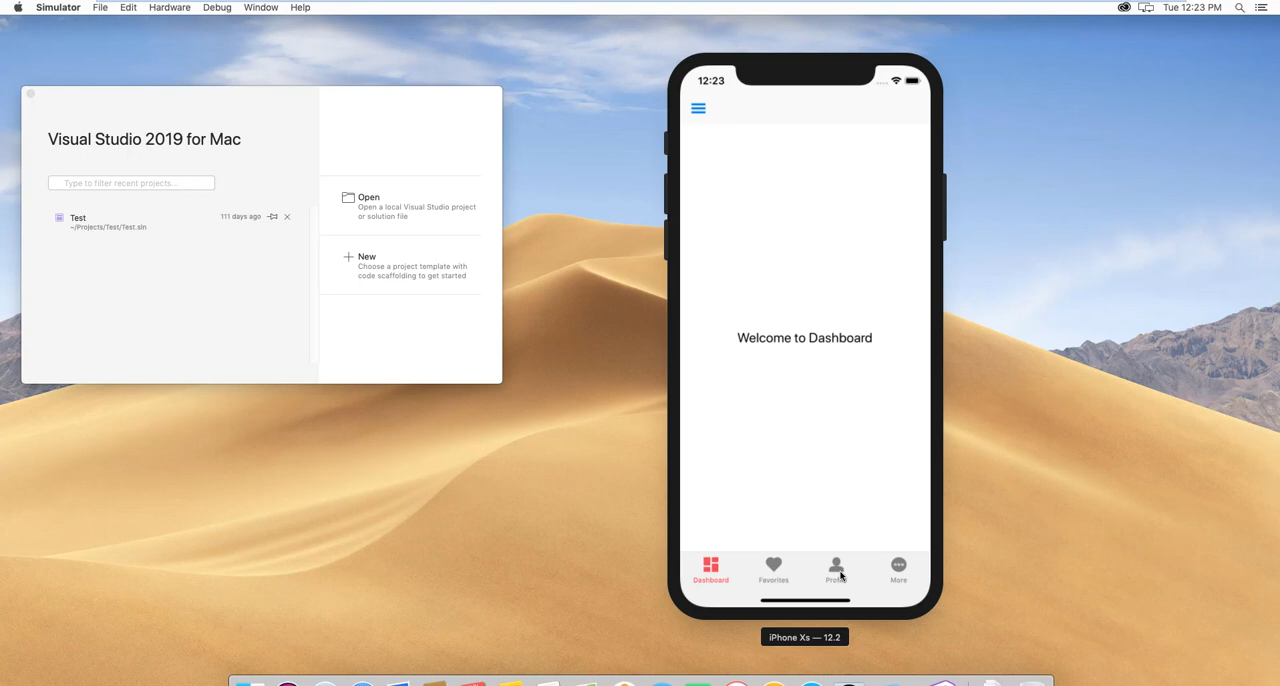 Simulator File Edit Hardware Debug Window Help
Tue 12:23 PM
Visual Studio 2019 for Mac
Type to filter recent projects...
Test
111 days ago
~/Projects/Test/Test.sln
Open
Open a local Visual Studio project
or solution file
New
Choose a project template with
code scaffolding to get started
12:23
Welcome to Dashboard
Dashboard
Favorites
More
iPhone Xs — 12.2